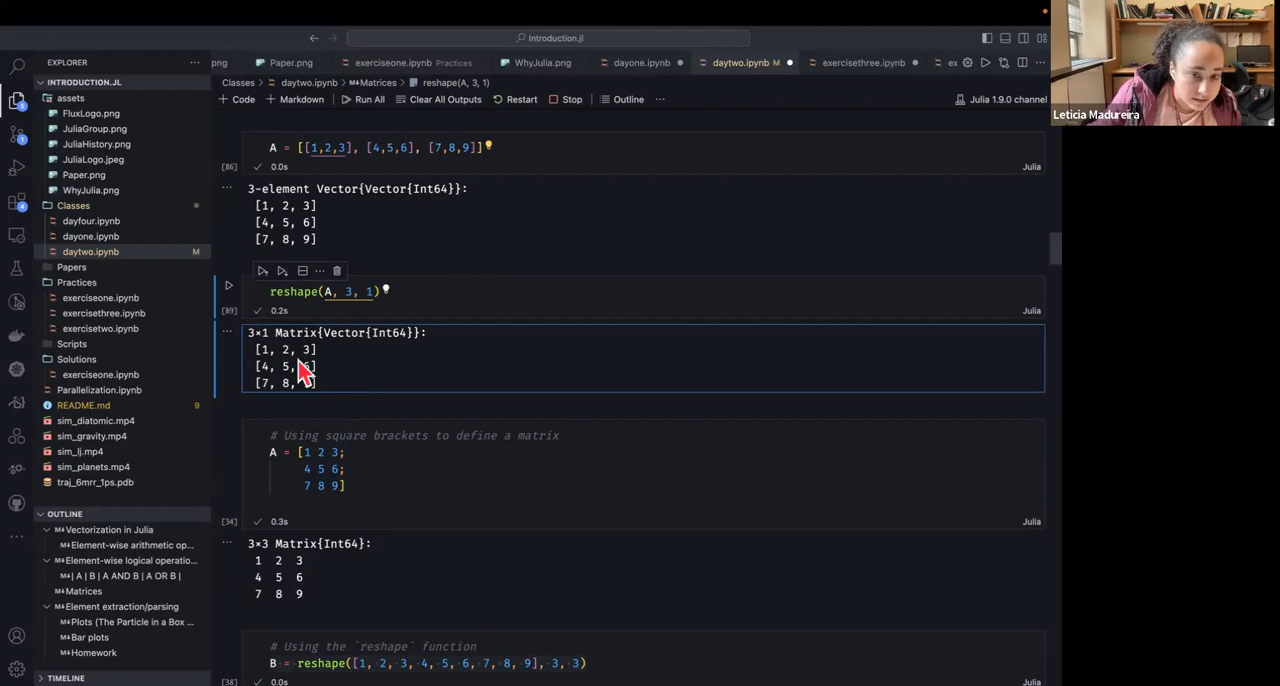 Introduction.jl
Leticia Madureira
EXPLORER
INTRODUCTION.JL
assets
FluxLogo.png
JuliaGroup.png
JuliaHistory.png
JuliaLogo.jpeg
Paper.png
WhyJulia.png
Classes
dayfour.ipynb
dayone.ipynb
daytwo.ipynb M
Papers
Practices
exerciseone.ipynb
exercisethree.ipynb
exercisetwo.ipynb
Scripts
Solutions
exerciseone.ipynb
Parallelization.ipynb
README.md 9
sim_diatomic.mp4
sim_gravity.mp4
sim_lj.mp4
sim_planets.mp4
traj_6mrr_1ps.pdb
OUTLINE
Vectorization in Julia
Element-wise arithmetic op...
Element-wise logical operatio...
| A | B | A AND B | A OR B |
Matrices
Element extraction/parsing
Plots (The Particle in a Box ...
Bar plots
Homework
TIMELINE
png Paper.png exerciseone.ipynb Practices WhyJulia.png dayone.ipynb daytwo.ipynb M exercisethree.ipynb ex
Classes > daytwo.ipynb > Matrices > reshape(A, 3, 1)
+ Code + Markdown Run All Clear All Outputs Restart Stop Outline ... Julia 1.9.0 channel
A = [[1,2,3], [4,5,6], [7,8,9]]
[86] 0.0s Julia
3-element Vector{Vector{Int64}}:
[1, 2, 3]
[4, 5, 6]
[7, 8, 9]
reshape(A, 3, 1)
[89] 0.2s Julia
3×1 Matrix{Vector{Int64}}:
[1, 2, 3]
[4, 5, 6]
[7, 8,
# Using square brackets to define a matrix
A = [1 2 3;
4 5 6;
7 8 9]
[34] 0.3s Julia
3×3 Matrix{Int64}:
1 2 3
4 5 6
7 8 9
# Using the `reshape` function
B = reshape([1, 2, 3, 4, 5, 6, 7, 8, 9], 3, 3)
[38] 0.0s Julia